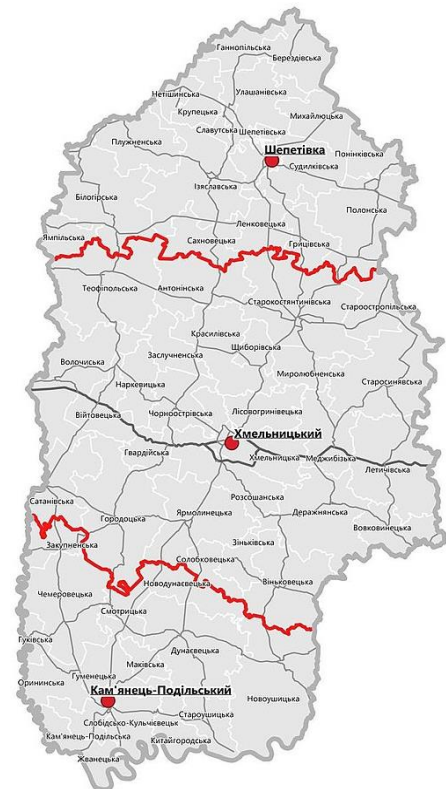 Ганнопільська
Берездівська
Нетішинська
Улашанівська
Крупецька
Михайлюцька
Славутська
Шепетівська
Плужненська
Шепетівка
Понінківська
Судилківська
Ізяславська
Білогірська
Полонська
Ленковецька
Ямпільська
Сахновецька
Грицівська
Теофіпольська
Антонінська
Старокостянтинівська
Староостропільська
Красилівська
Щиборівська
Заслучненська
Волочиська
Миролюбненська
Наркевицька
Старосинявська
Чорноострівська
Лісовогринівецька
Війтовецька
Хмельницький
Гвардійська
Хмельницька
Меджибізька
Летичівська
Розсошанська
Сатанівська
Деражнянська
Городоцька
Ярмолинецька
Вовковинецька
Закупненська
Зіньківська
Солобковецька
Чемеровецька
Новодунаєвецька
Віньковецька
Смотрицька
Гуківська
Дунаєвецька
Маківська
Гуменецька
Орининська
Кам'янець-Подільський
Новоушицька
Староушицька
Слобідсько-Кульчієвецьк
Кам'янець-Подільська
Китайгородська
Жванецька